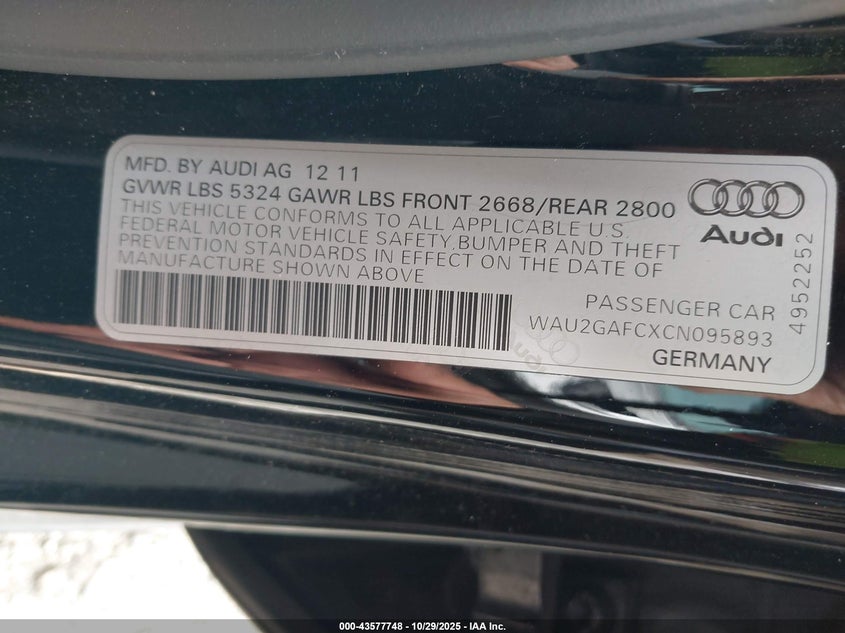 MFD. BY AUDI AG 12 11
GVWR LBS 5324 GAWR LBS FRONT 2668/REAR 2800
THIS VEHICLE CONFORMS TO ALL APPLICABLE U.S.
FEDERAL MOTOR VEHICLE SAFETY, BUMPER AND THEFT
PREVENTION STANDARDS IN EFFECT ON THE DATE OF
MANUFACTURE SHOWN ABOVE
Audi
4952252
PASSENGER CAR
WAU2GAFCXCN095893
GERMANY
Audi
000-43577748 - 10/29/2025 - IAA Inc.